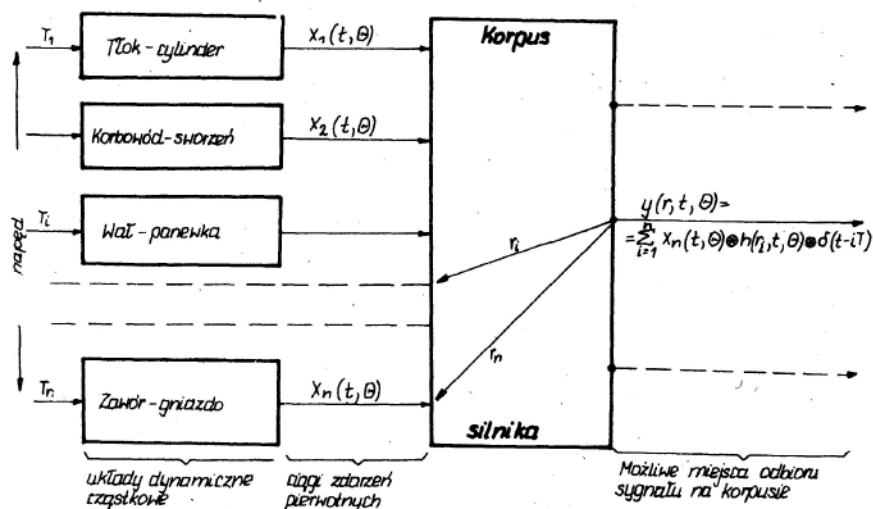 T₁
Tłok-cylinder
X₁(t,Θ)
Korpus
Korbowód-sworzeń
X₂(t,Θ)
napęd
Tᵢ
Wał-panewka
rᵢ
y(r,t,Θ)=
=∑ᵢ₌₁ⁿ Xₙ(t,Θ)⊗h(rᵢ,t,Θ)⊗δ(t-iT)
rₙ
Tₙ
Zawór-gniazdo
Xₙ(t,Θ)
silnika
układy dynamiczne
cząstkowe
ciągi zdarzeń
pierwotnych
Możliwe miejsca odbioru
sygnału na korpusie